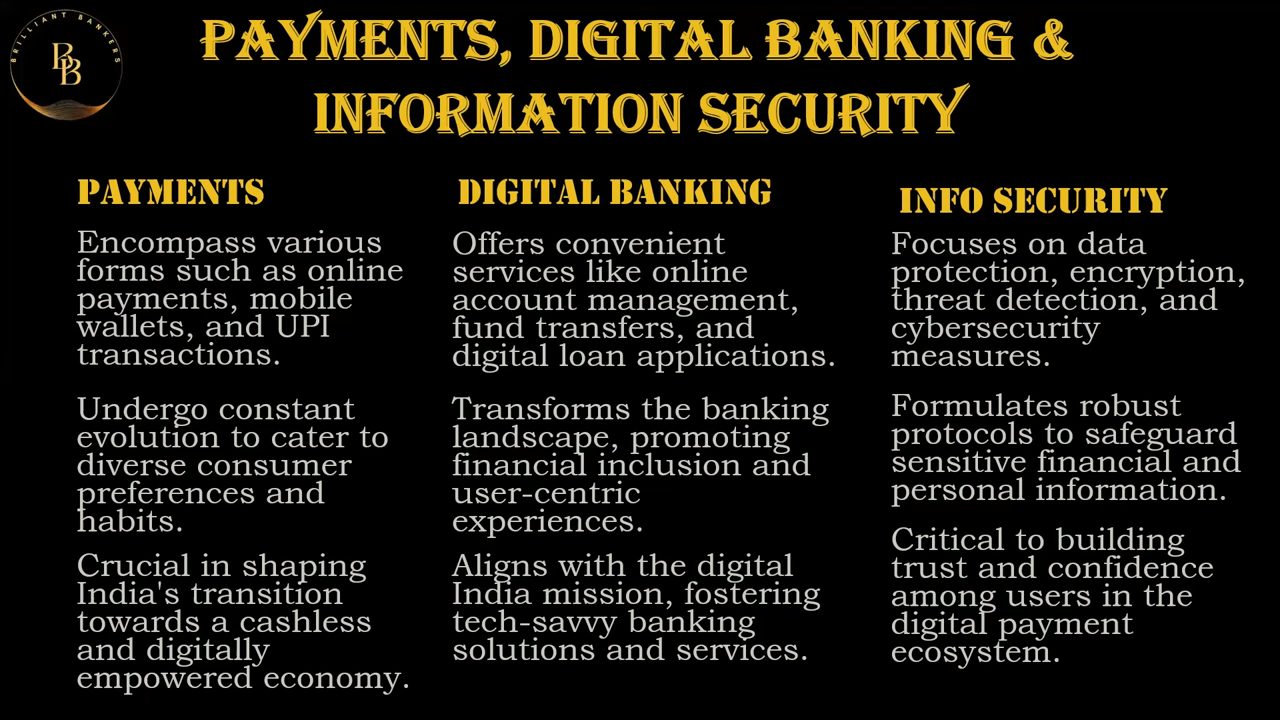 BRILLIANT BANKERS
BB
PAYMENTS, DIGITAL BANKING &
INFORMATION SECURITY
PAYMENTS
Encompass various
forms such as online
payments, mobile
wallets, and UPI
transactions.
Undergo constant
evolution to cater to
diverse consumer
preferences and
habits.
Crucial in shaping
India's transition
towards a cashless
and digitally
empowered economy.
DIGITAL BANKING
Offers convenient
services like online
account management,
fund transfers, and
digital loan applications.
Transforms the banking
landscape, promoting
financial inclusion and
user-centric
experiences.
Aligns with the digital
India mission, fostering
tech-savvy banking
solutions and services.
INFO SECURITY
Focuses on data
protection, encryption,
threat detection, and
cybersecurity
measures.
Formulates robust
protocols to safeguard
sensitive financial and
personal information.
Critical to building
trust and confidence
among users in the
digital payment
ecosystem.